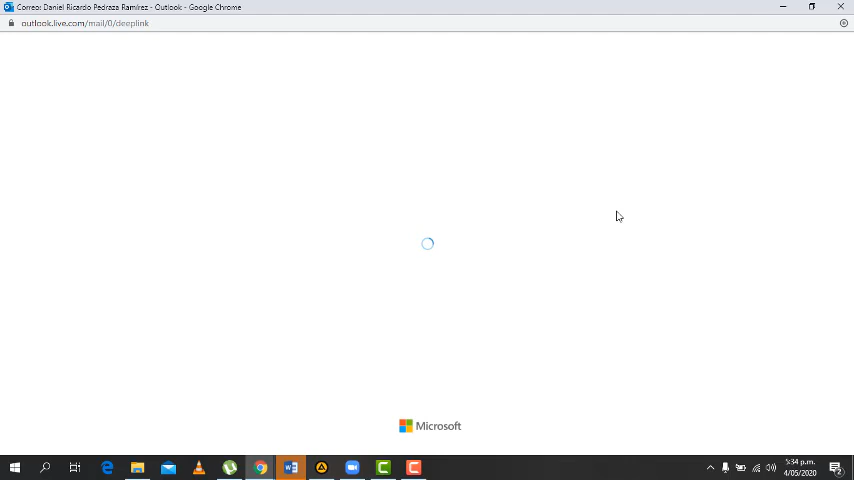 Correo: Daniel Ricardo Pedraza Ramírez - Outlook - Google Chrome
outlook.live.com/mail/0/deeplink
Microsoft
5:34 p.m.
4/05/2020
2